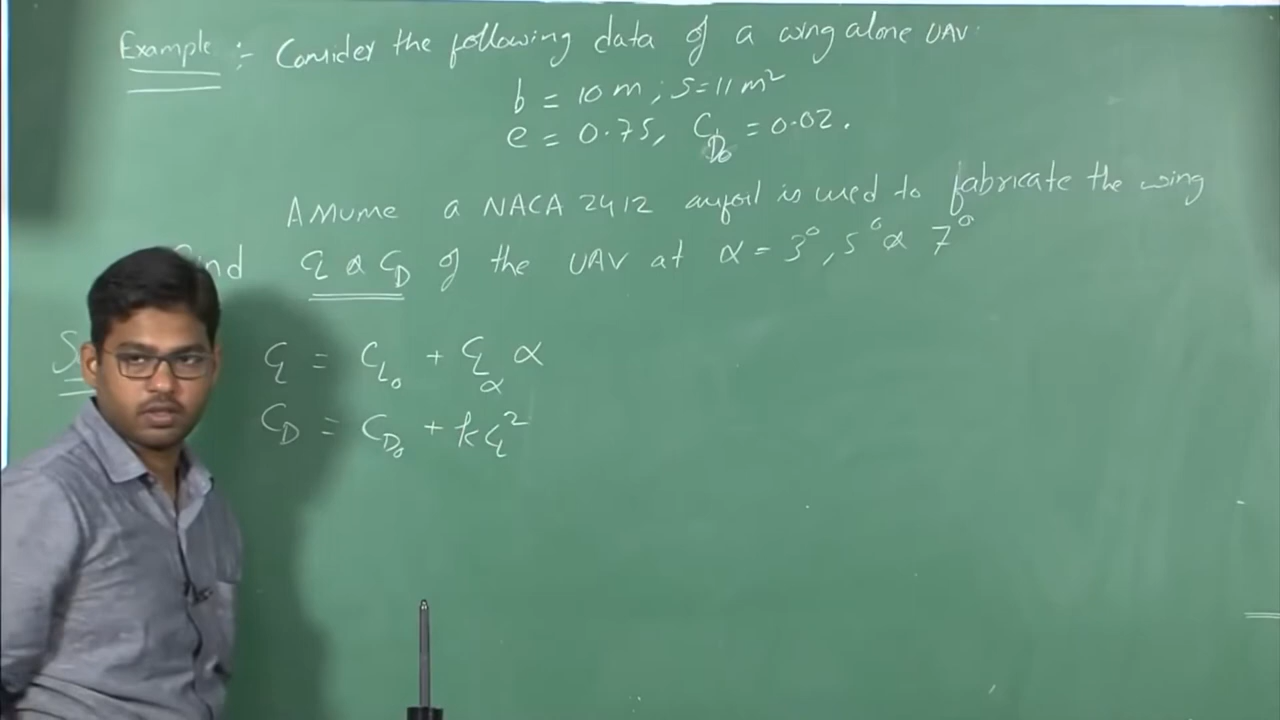 Example :- Consider the following data of a wing alone UAV.
b = 10 m ; S = 11 m²
e = 0.75, C_D₀ = 0.02.
Assume a NACA 2412 airfoil is used to fabricate the wing
Find C_L & C_D of the UAV at α = 3°, 5° & 7°
C_L = C_L₀ + C_Lα α
C_D = C_D₀ + k C_L²